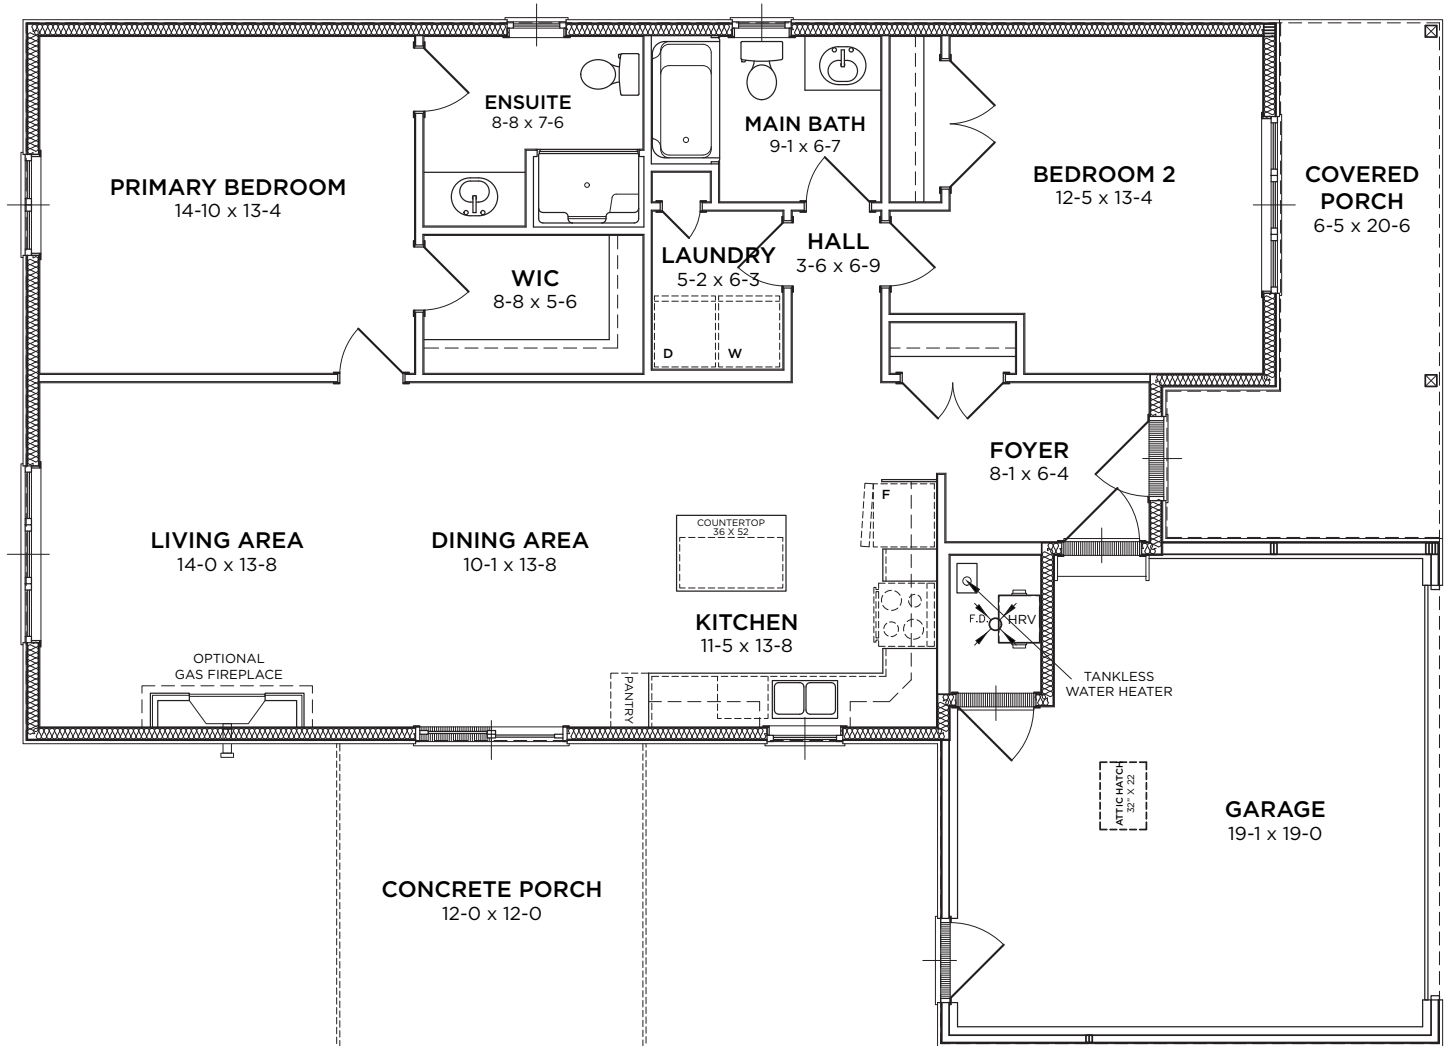 ENSUITE
8-8 x 7-6
MAIN BATH
9-1 x 6-7
PRIMARY BEDROOM
14-10 x 13-4
BEDROOM 2
12-5 x 13-4
COVERED
PORCH
6-5 x 20-6
WIC
8-8 x 5-6
LAUNDRY
5-2 x 6-3
HALL
3-6 x 6-9
D
W
FOYER
8-1 x 6-4
LIVING AREA
14-0 x 13-8
DINING AREA
10-1 x 13-8
COUNTERTOP
36 X 52
F
KITCHEN
11-5 x 13-8
F.D.
HRV
TANKLESS
WATER HEATER
OPTIONAL
GAS FIREPLACE
PANTRY
ATTIC HATCH
32" X 22
GARAGE
19-1 x 19-0
CONCRETE PORCH
12-0 x 12-0